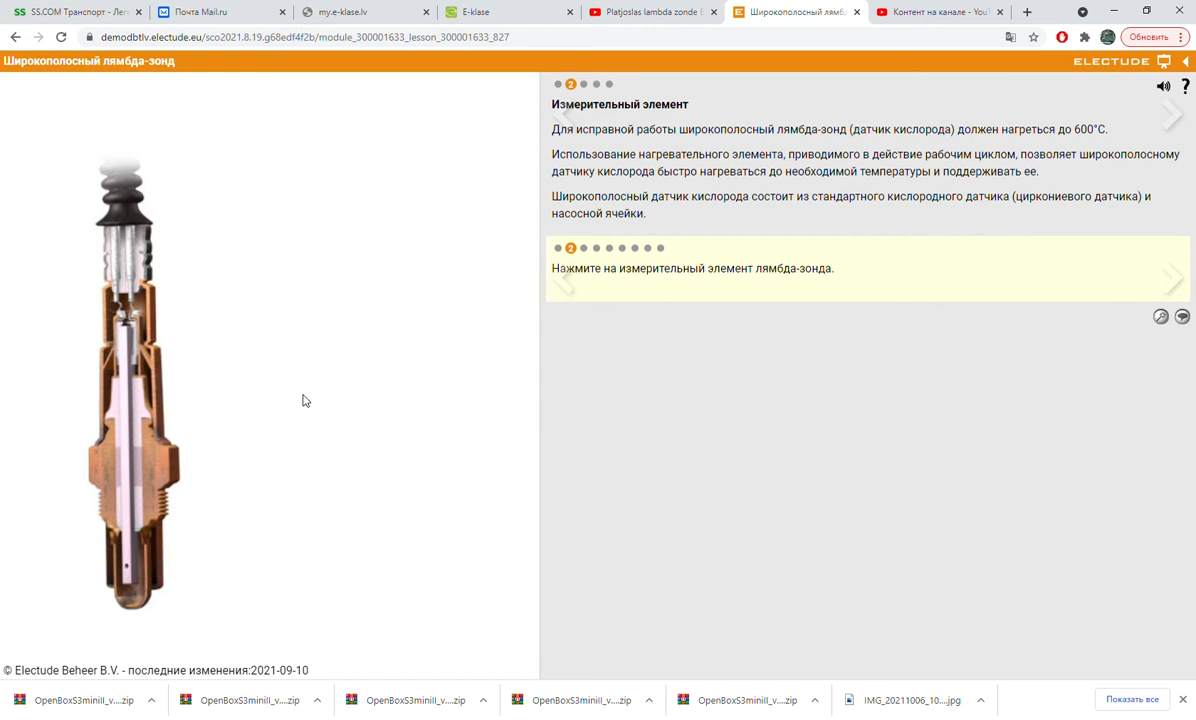 SS SS.COM Транспорт - Лег
Почта Mail.ru
my.e-klase.lv
E-klase
Platjoslas lambda zonde E
Широкополосный лямбд
Контент на канале - YouT
demodbtlv.electude.eu/sco2021.8.19.g68edf4f2b/module_300001633_lesson_300001633_827
Обновить
Широкополосный лямбда-зонд
ELECTUDE
2
Измерительный элемент
Для исправной работы широкополосный лямбда-зонд (датчик кислорода) должен нагреться до 600°C.
Использование нагревательного элемента, приводимого в действие рабочим циклом, позволяет широкополосному
датчику кислорода быстро нагреваться до необходимой температуры и поддерживать ее.
Широкополосный датчик кислорода состоит из стандартного кислородного датчика (циркониевого датчика) и
насосной ячейки.
2
Нажмите на измерительный элемент лямбда-зонда.
© Electude Beheer B.V. - последние изменения:2021-09-10
OpenBoxS3miniII_v....zip
OpenBoxS3miniII_v....zip
OpenBoxS3miniII_v....zip
OpenBoxS3miniII_v....zip
OpenBoxS3miniII_v....zip
IMG_20211006_10....jpg
Показать все